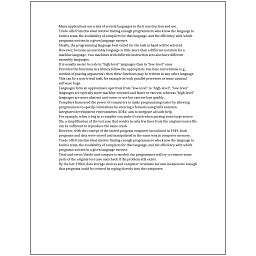 Many applications use a mix of several languages in their construction and use.
Trade-offs from this ideal involve finding enough programmers who know the language to
build a team, the availability of compilers for that language, and the efficiency with which
programs written in a given language execute.
Ideally, the programming language best suited for the task at hand will be selected.
However, because an assembly language is little more than a different notation for a
machine language, two machines with different instruction sets also have different
assembly languages.
It is usually easier to code in "high-level" languages than in "low-level" ones.
Provided the functions in a library follow the appropriate run-time conventions (e.g.,
method of passing arguments), then these functions may be written in any other language.
This can be a non-trivial task, for example as with parallel processes or some unusual
software bugs.
Languages form an approximate spectrum from "low-level" to "high-level"; "low-level"
languages are typically more machine-oriented and faster to execute, whereas "high-level"
languages are more abstract and easier to use but execute less quickly.
Compilers harnessed the power of computers to make programming easier by allowing
programmers to specify calculations by entering a formula using infix notation.
Integrated development environments (IDEs) aim to integrate all such help.
For example, when a bug in a compiler can make it crash when parsing some large source
file, a simplification of the test case that results in only few lines from the original source file
can be sufficient to reproduce the same crash.
However, with the concept of the stored-program computer introduced in 1949, both
programs and data were stored and manipulated in the same way in computer memory.
Trade-offs from this ideal involve finding enough programmers who know the language to
build a team, the availability of compilers for that language, and the efficiency with which
programs written in a given language execute.
Trial-and-error/divide-and-conquer is needed: the programmer will try to remove some
parts of the original test case and check if the problem still exists.
By the late 1960s, data storage devices and computer terminals became inexpensive enough
that programs could be created by typing directly into the computers.